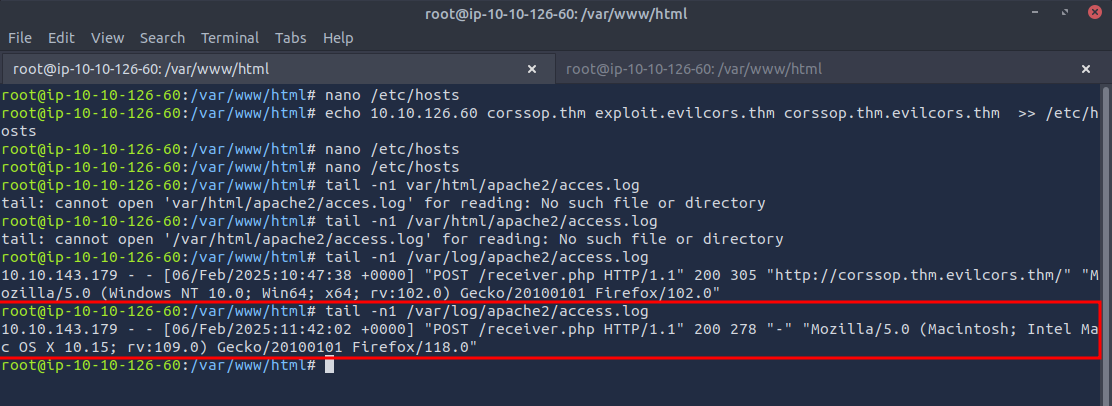 root@ip-10-10-126-60: /var/www/html
File Edit View Search Terminal Tabs Help
root@ip-10-10-126-60: /var/www/html × root@ip-10-10-126-60: /var/www/html ×
root@ip-10-10-126-60:/var/www/html# nano /etc/hosts
root@ip-10-10-126-60:/var/www/html# echo 10.10.126.60 corssop.thm exploit.evilcors.thm corssop.thm.evilcors.thm  >> /etc/h
osts
root@ip-10-10-126-60:/var/www/html# nano /etc/hosts
root@ip-10-10-126-60:/var/www/html# nano /etc/hosts
root@ip-10-10-126-60:/var/www/html# tail -n1 var/html/apache2/acces.log
tail: cannot open 'var/html/apache2/acces.log' for reading: No such file or directory
root@ip-10-10-126-60:/var/www/html# tail -n1 /var/html/apache2/access.log
tail: cannot open '/var/html/apache2/access.log' for reading: No such file or directory
root@ip-10-10-126-60:/var/www/html# tail -n1 /var/log/apache2/access.log
10.10.143.179 - - [06/Feb/2025:10:47:38 +0000] "POST /receiver.php HTTP/1.1" 200 305 "http://corssop.thm.evilcors.thm/" "M
ozilla/5.0 (Windows NT 10.0; Win64; x64; rv:102.0) Gecko/20100101 Firefox/102.0"
root@ip-10-10-126-60:/var/www/html# tail -n1 /var/log/apache2/access.log
10.10.143.179 - - [06/Feb/2025:11:42:02 +0000] "POST /receiver.php HTTP/1.1" 200 278 "-" "Mozilla/5.0 (Macintosh; Intel Ma
c OS X 10.15; rv:109.0) Gecko/20100101 Firefox/118.0"
root@ip-10-10-126-60:/var/www/html#